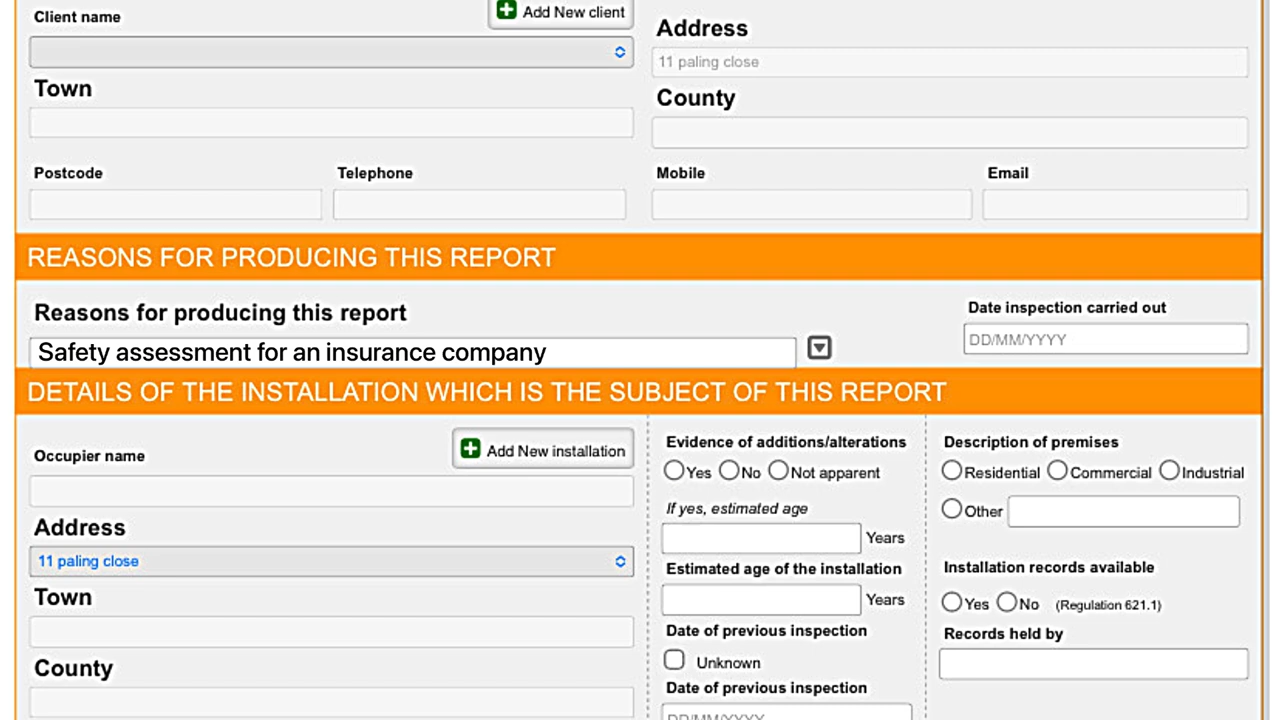 Client name
Add New client
Address
11 paling close
Town
County
Postcode
Telephone
Mobile
Email
REASONS FOR PRODUCING THIS REPORT
Reasons for producing this report
Date inspection carried out
Safety assessment for an insurance company
DD/MM/YYYY
DETAILS OF THE INSTALLATION WHICH IS THE SUBJECT OF THIS REPORT
Occupier name
Add New installation
Address
11 paling close
Town
County
Evidence of additions/alterations
Yes No Not apparent
If yes, estimated age
Years
Estimated age of the installation
Years
Date of previous inspection
Unknown
Date of previous inspection
DD/MM/YYYY
Description of premises
Residential Commercial Industrial
Other
Installation records available
Yes No (Regulation 621.1)
Records held by